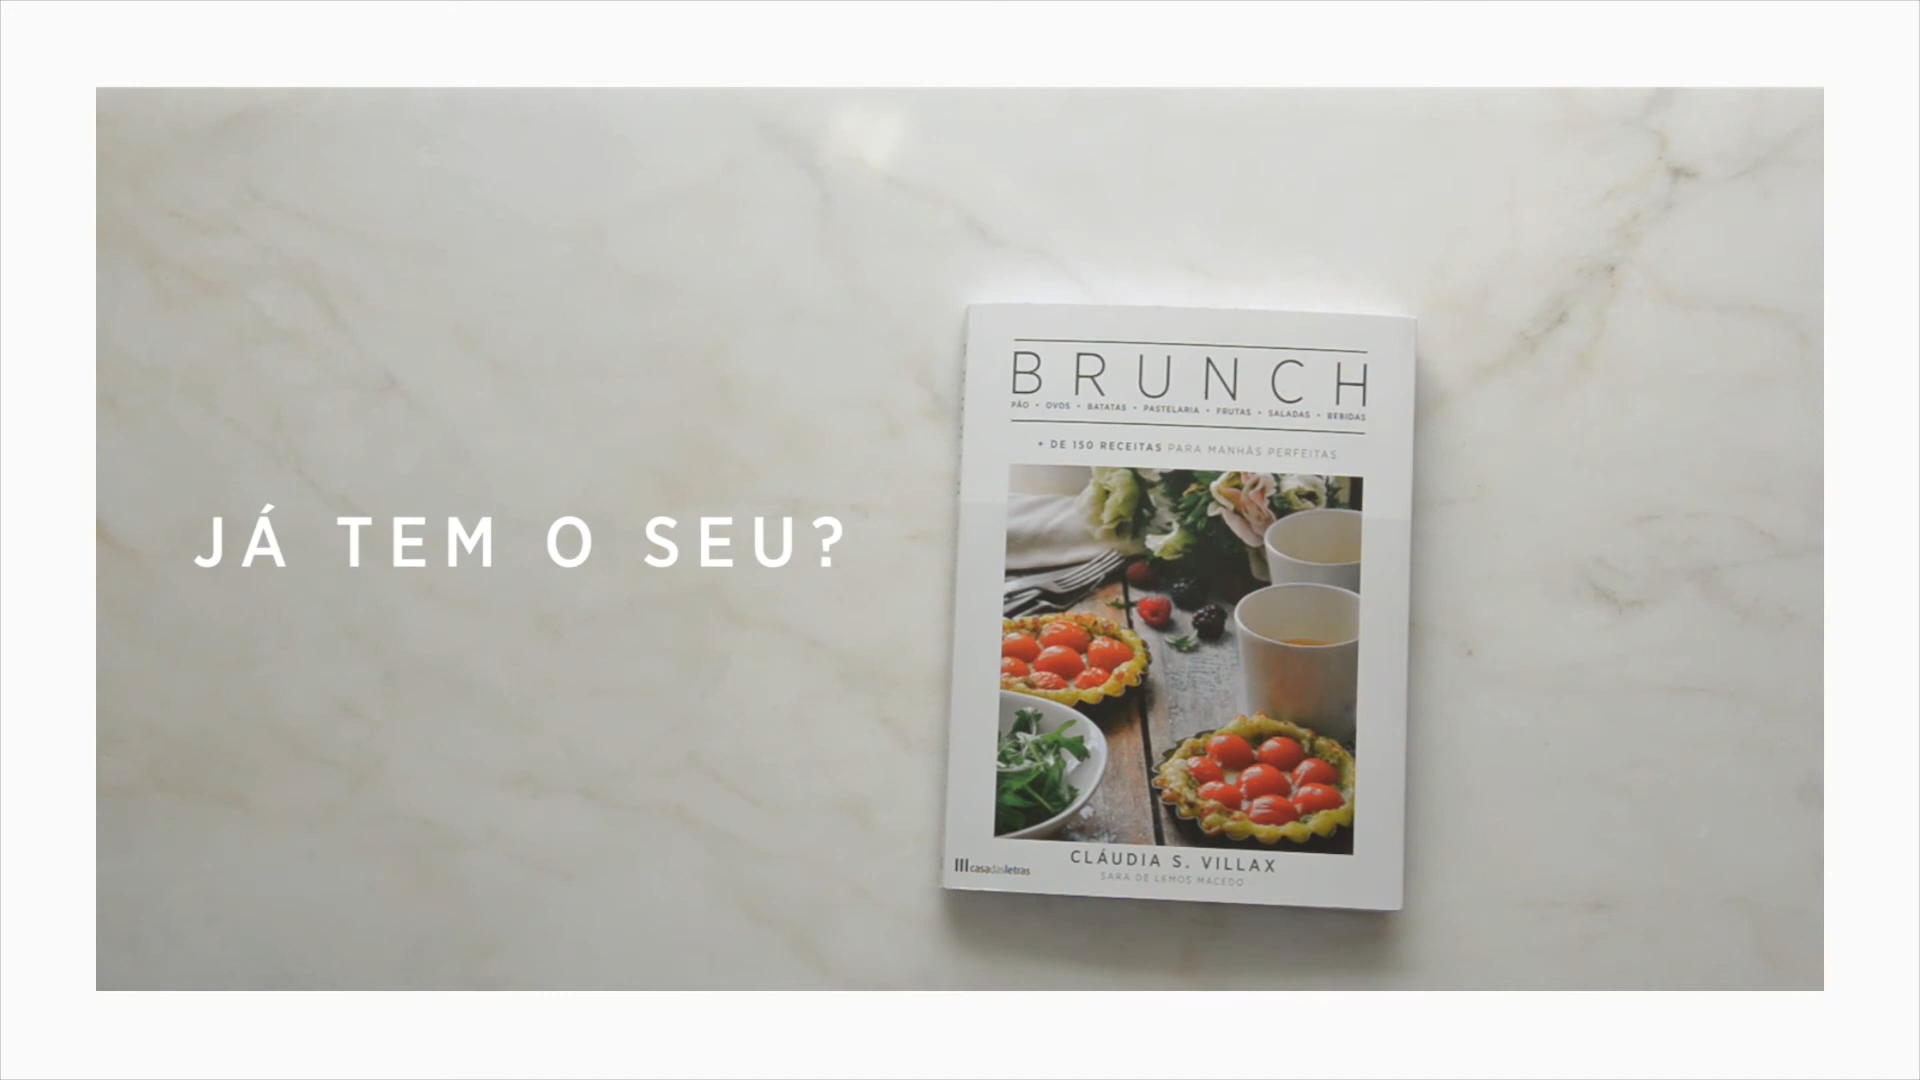 JÁ TEM O SEU?
BRUNCH
PÃO • OVOS • BATATAS • PASTELARIA • FRUTAS • SALADAS • BEBIDAS
+ DE 150 RECEITAS PARA MANHÃS PERFEITAS
CLÁUDIA S. VILLAX
SARA DE LEMOS MACEDO
casadasletras